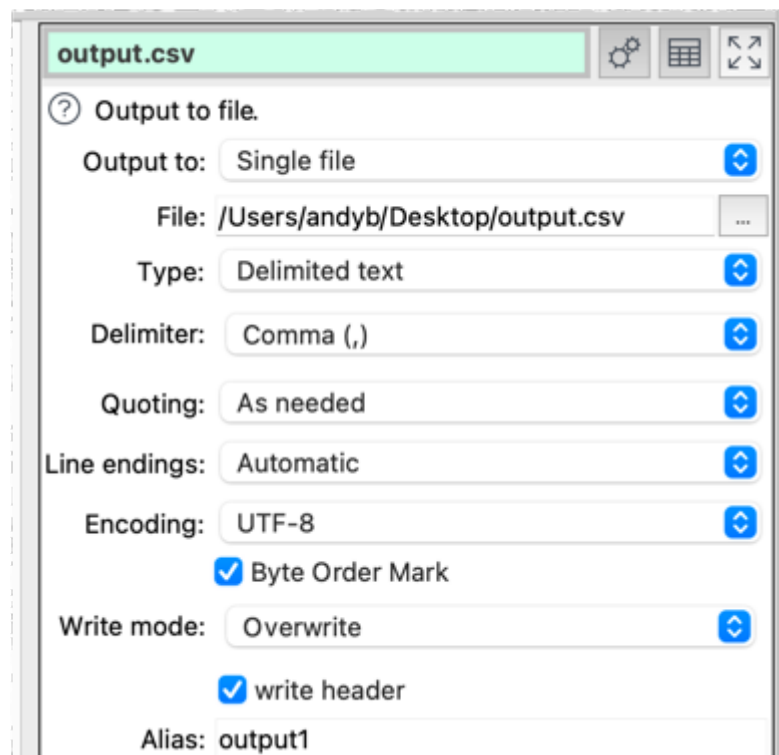 output.csv
Output to file.
Output to: Single file
File: /Users/andyb/Desktop/output.csv ...
Type: Delimited text
Delimiter: Comma (,)
Quoting: As needed
Line endings: Automatic
Encoding: UTF-8
Byte Order Mark
Write mode: Overwrite
write header
Alias: output1